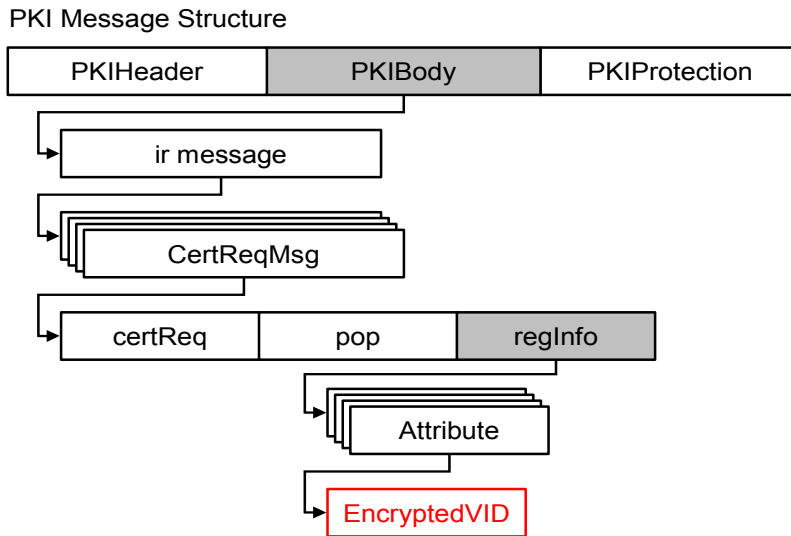 PKI Message Structure
PKIHeader PKIBody PKIProtection
ir message
CertReqMsg
certReq pop regInfo
Attribute
EncryptedVID